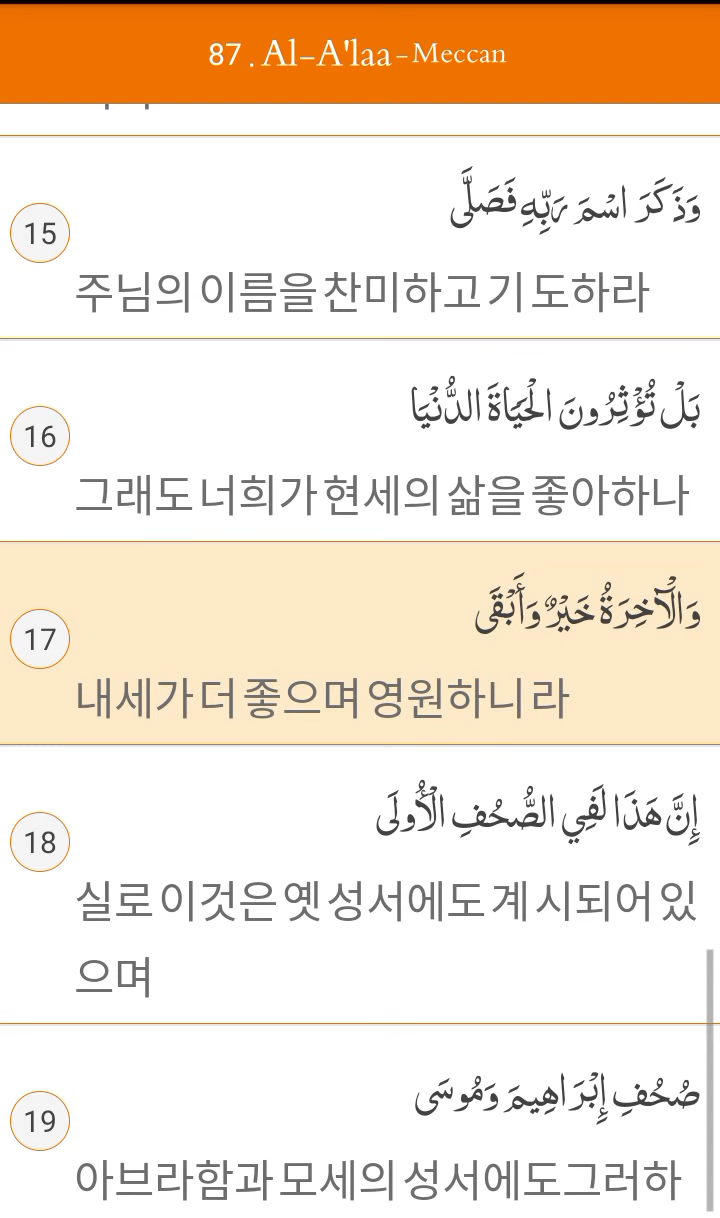 87. Al-A'laa - Meccan
وَذَكَرَ اسْمَ رَبِّهِ فَصَلَّى
15
주님의 이름을 찬미하고 기도하라
بَلْ تُؤْثِرُونَ الْحَيَاةَ الدُّنْيَا
16
그래도 너희가 현세의 삶을 좋아하나
وَالْآخِرَةُ خَيْرٌ وَأَبْقَى
17
내세가 더 좋으며 영원하니라
إِنَّ هَذَا لَفِي الصُّحُفِ الْأُولَى
18
실로 이것은 옛 성서에도 계시되어 있
으며
صُحُفِ إِبْرَاهِيمَ وَمُوسَى
19
아브라함과 모세의 성서에도그러하